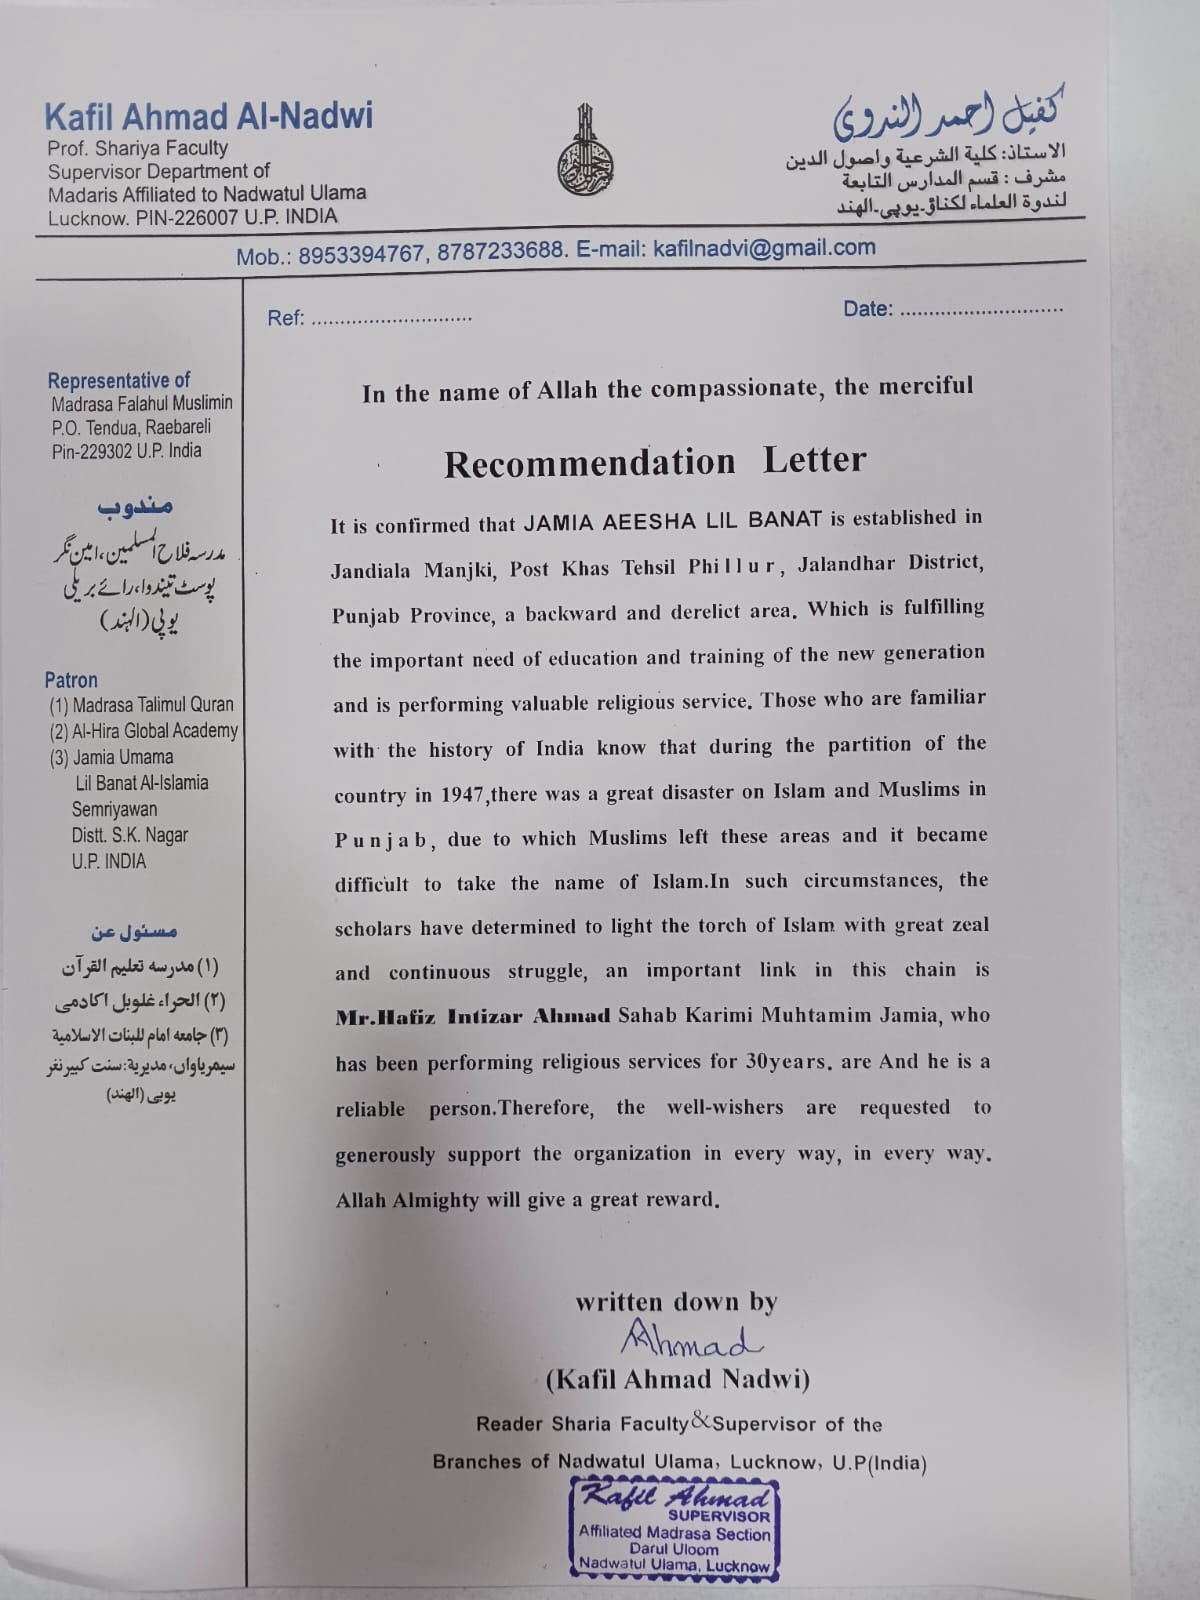 Kafil Ahmad Al-Nadwi
Prof. Shariya Faculty
Supervisor Department of
Madaris Affiliated to Nadwatul Ulama
Lucknow. PIN-226007 U.P. INDIA
كفيل احمد الندوى
الاستاذ: كلية الشرعية واصول الدين
مشرف : قسم المدارس التابعة
لندوة العلماء لكناؤ۔یوپی۔الهند
Mob.: 8953394767, 8787233688. E-mail: kafilnadvi@gmail.com
Ref: ............................
Date: ............................
Representative of
Madrasa Falahul Muslimin
P.O. Tendua, Raebareli
Pin-229302 U.P. India
مندوب
مدرسہ فلاح المسلمین، امین نگر
پوسٹ تیندوا، رائے بریلی
یوپی (الہند)
Patron
(1) Madrasa Talimul Quran
(2) Al-Hira Global Academy
(3) Jamia Umama
Lil Banat Al-Islamia
Semriyawan
Distt. S.K. Nagar
U.P. INDIA
مسئول عن
(١) مدرسه تعليم القرآن
(٢) الحراء غلوبل اكادمى
(٣) جامعه امام للبنات الاسلامية
سيمرياواں، مديرية: سنت كبير نغر
یوبی (الهند)
In the name of Allah the compassionate, the merciful
Recommendation Letter
It is confirmed that JAMIA AEESHA LIL BANAT is established in
Jandiala Manjki, Post Khas Tehsil Phillur, Jalandhar District,
Punjab Province, a backward and derelict area. Which is fulfilling
the important need of education and training of the new generation
and is performing valuable religious service. Those who are familiar
with the history of India know that during the partition of the
country in 1947,there was a great disaster on Islam and Muslims in
Punjab, due to which Muslims left these areas and it became
difficult to take the name of Islam.In such circumstances, the
scholars have determined to light the torch of Islam with great zeal
and continuous struggle, an important link in this chain is
Mr.Hafiz Intizar Ahmad Sahab Karimi Muhtamim Jamia, who
has been performing religious services for 30years. are And he is a
reliable person.Therefore, the well-wishers are requested to
generously support the organization in every way, in every way.
Allah Almighty will give a great reward.
written down by
Ahmad
(Kafil Ahmad Nadwi)
Reader Sharia Faculty&Supervisor of the
Branches of Nadwatul Ulama, Lucknow, U.P(India)
Kafil Ahmad
SUPERVISOR
Affiliated Madrasa Section
Darul Uloom
Nadwatul Ulama, Lucknow